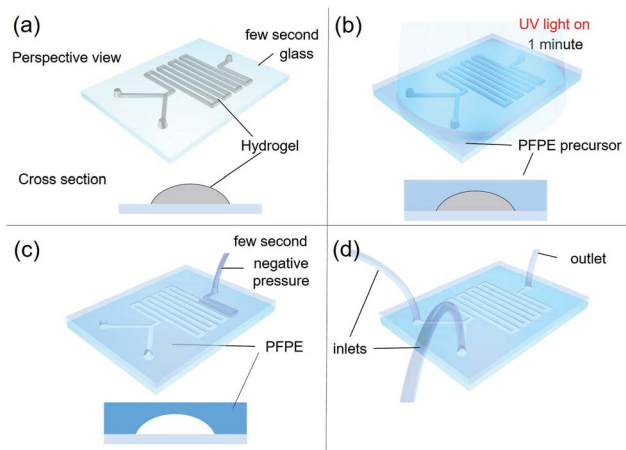 (a)
Perspective view
few second
glass
Hydrogel
Cross section
(b)
UV light on
1 minute
PFPE precursor
(c)
few second
negative
pressure
PFPE
(d)
outlet
inlets